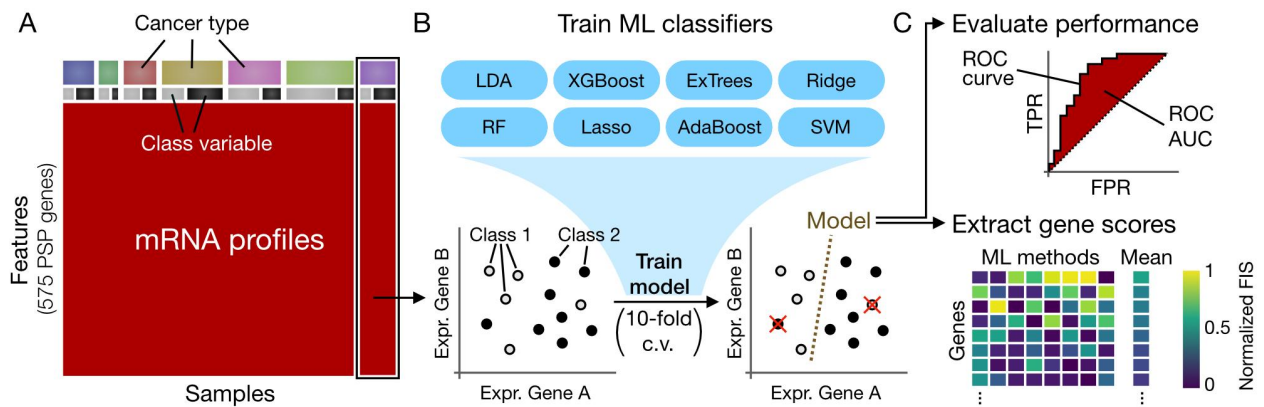 A
Cancer type
Class variable
mRNA profiles
Features
(575 PSP genes)
Samples
B
Train ML classifiers
LDA
XGBoost
ExTrees
Ridge
RF
Lasso
AdaBoost
SVM
Class 1
Class 2
Expr. Gene B
Expr. Gene A
Train
model
(10-fold
c.v.)
Model
Expr. Gene B
Expr. Gene A
C
Evaluate performance
ROC
curve
TPR
ROC
AUC
FPR
Extract gene scores
ML methods
Mean
Genes
1
0.5
0
Normalized FIS